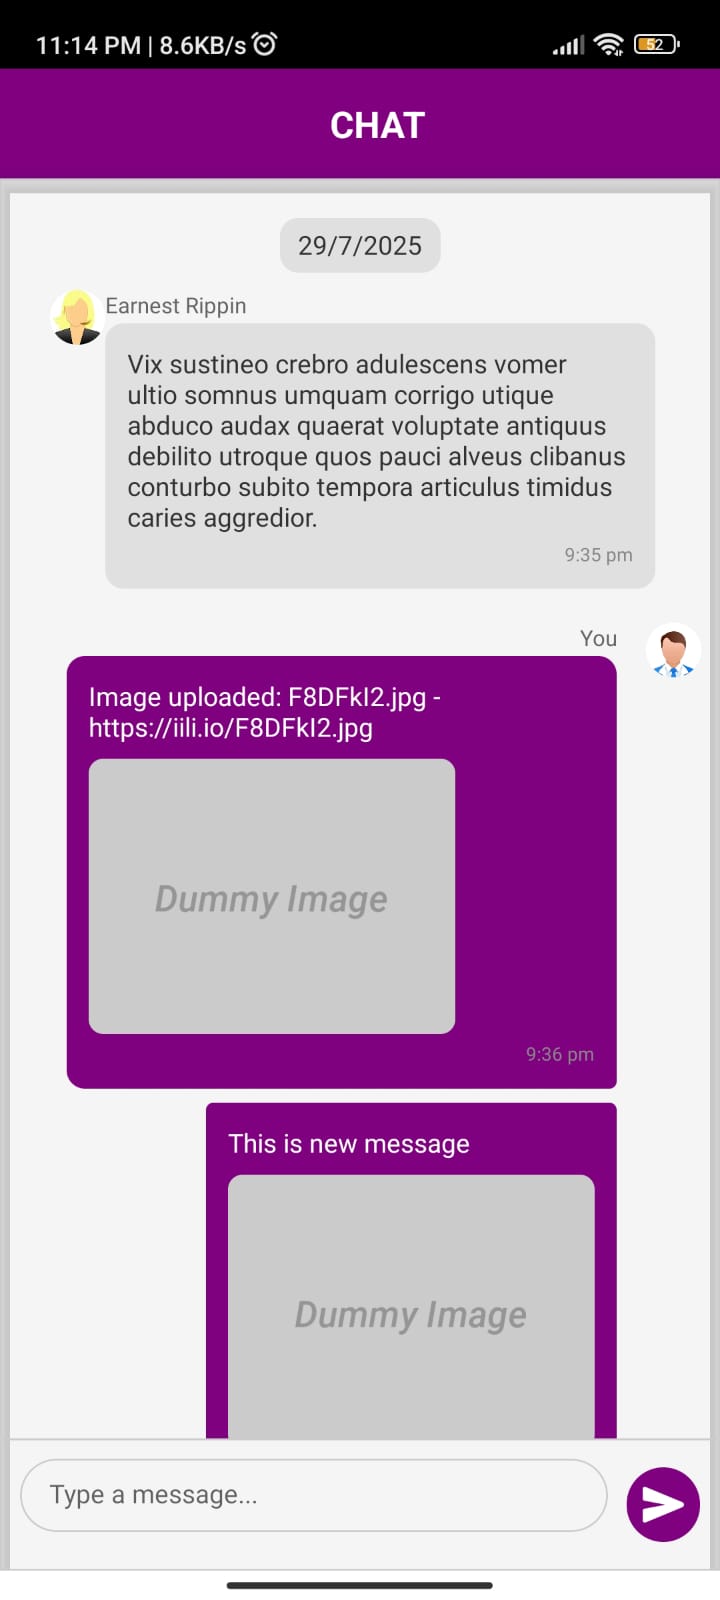 11:14 PM | 8.6KB/s
52
CHAT
29/7/2025
Earnest Rippin
Vix sustineo crebro adulescens vomer
ultio somnus umquam corrigo utique
abduco audax quaerat voluptate antiquus
debilito utroque quos pauci alveus clibanus
conturbo subito tempora articulus timidus
caries aggredior.
9:35 pm
You
Image uploaded: F8DFkI2.jpg -
https://iili.io/F8DFkI2.jpg
Dummy Image
9:36 pm
This is new message
Dummy Image
Type a message...